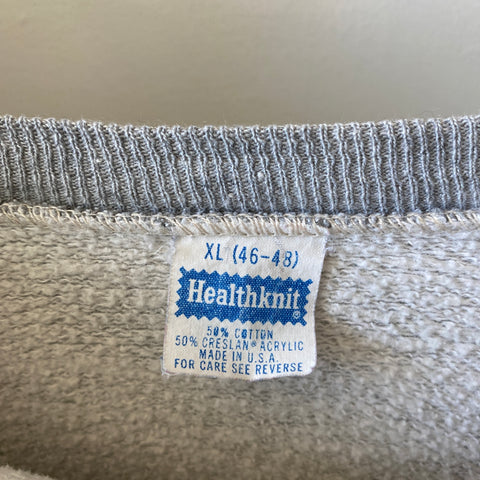 XL (46-48)
Healthknit®
50% COTTON
50% CRESLAN® ACRYLIC
MADE IN U.S.A.
FOR CARE SEE REVERSE